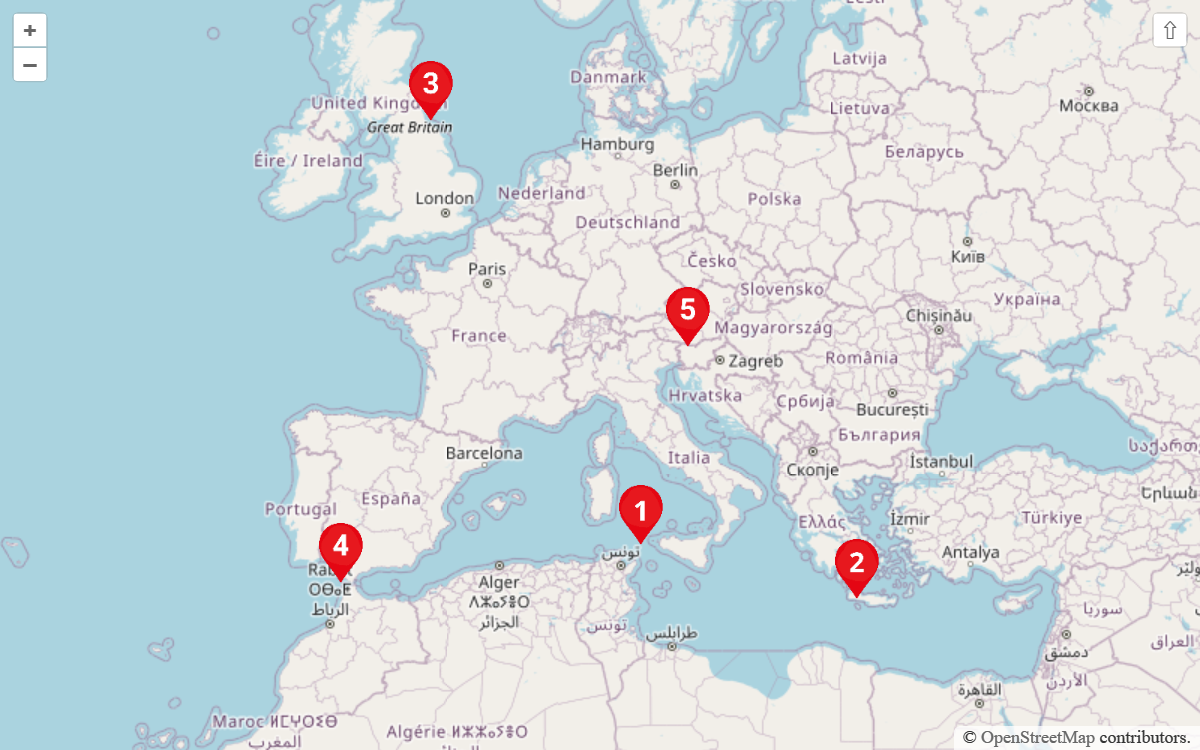 +
−
⇧
Eesti
Latvija
Москва
Danmark
3
United Kingdom
Great Britain
Lietuva
Hamburg
Беларусь
Éire / Ireland
Berlin
Nederland
London
Polska
Deutschland
Київ
Česko
Paris
Slovensko
Україна
5
Chișinău
Magyarország
France
România
Zagreb
Hrvatska
Србија
București
България
Barcelona
Italia
İstanbul
Скопје
España
Portugal
1
Ελλάς
İzmir
Türkiye
4
تونس
Antalya
2
Alger
ⴷⵣⴰⵢⴻⵔ
الجزائر
الرباط
تونس
طرابلس
سوريا
العراق
دمشق
الأردن
القاهرة
Maroc ⵍⵎⵖⵔⵉⴱ
المغرب
Algérie ⵍⵣⵣⴰⵢⴻⵔ
© OpenStreetMap contributors.